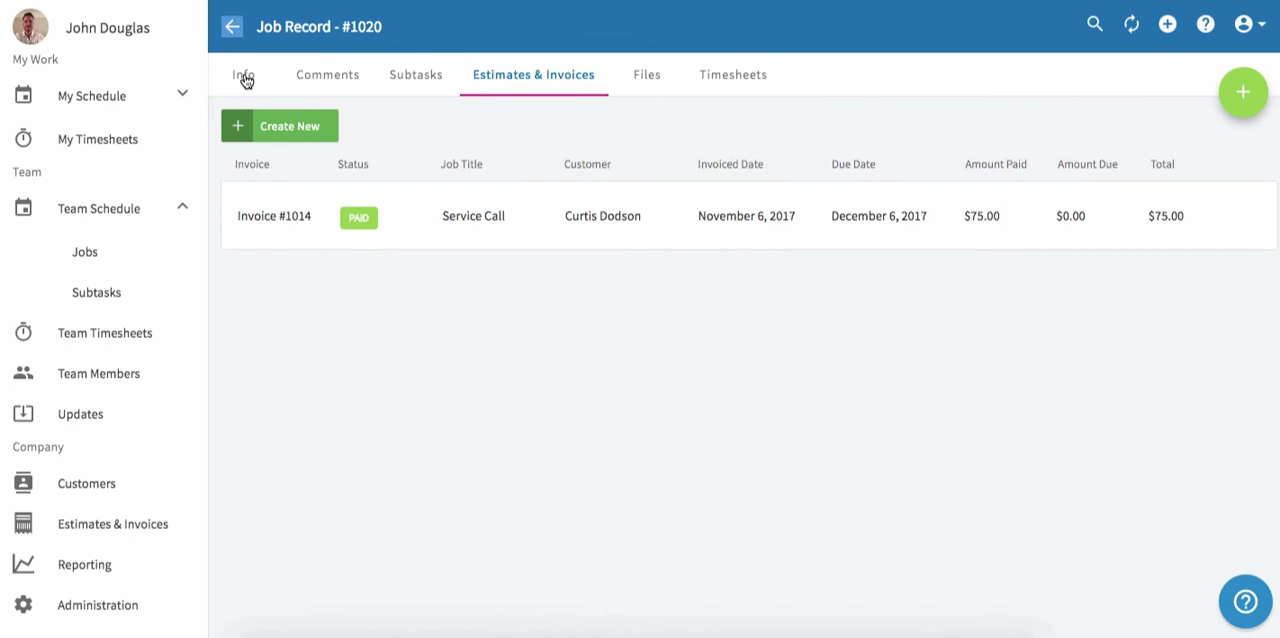 John Douglas
My Work
My Schedule
My Timesheets
Team
Team Schedule
Jobs
Subtasks
Team Timesheets
Team Members
Updates
Company
Customers
Estimates & Invoices
Reporting
Administration
Job Record - #1020
Info Comments Subtasks Estimates & Invoices Files Timesheets
+ Create New
Invoice Status Job Title Customer Invoiced Date Due Date Amount Paid Amount Due Total
Invoice #1014 PAID Service Call Curtis Dodson November 6, 2017 December 6, 2017 $75.00 $0.00 $75.00